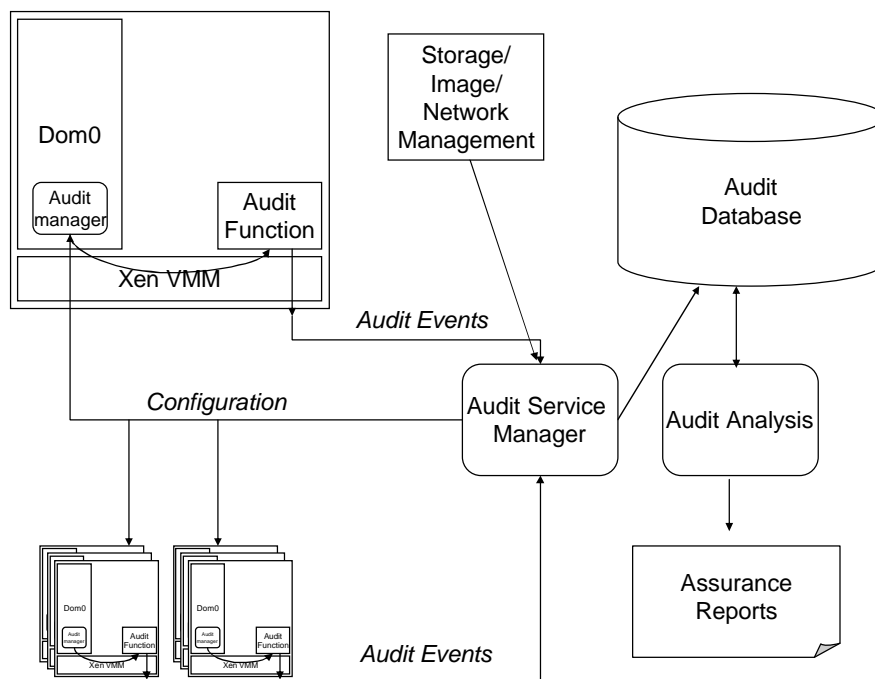 Storage/
Image/
Network
Management
Dom0
Audit
manager
Audit
Function
Xen VMM
Audit
Database
Audit Events
Configuration
Audit Service
Manager
Audit Analysis
Dom0
Audit
manager
Audit
Function
Xen VMM
Dom0
Audit
manager
Audit
Function
Xen VMM
Assurance
Reports
Audit Events